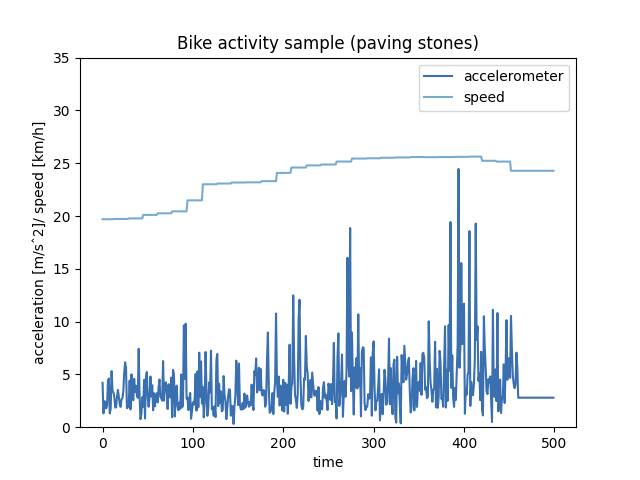 Bike activity sample (paving stones)
35
30
25
20
15
10
5
0
acceleration [m/s^2]/ speed [km/h]
accelerometer
speed
0 100 200 300 400 500
time